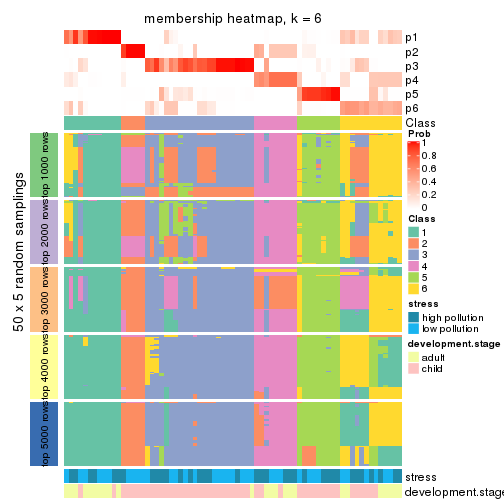 membership heatmap, k = 6
p1
p2
p3
p4
p5
p6
Class
50 x 5 random samplings
top 1000 rows
top 2000 rows
top 3000 rows
top 4000 rows
top 5000 rows
stress
development.stage
Prob
1
0.8
0.6
0.4
0.2
0
Class
1
2
3
4
5
6
stress
high pollution
low pollution
development.stage
adult
child